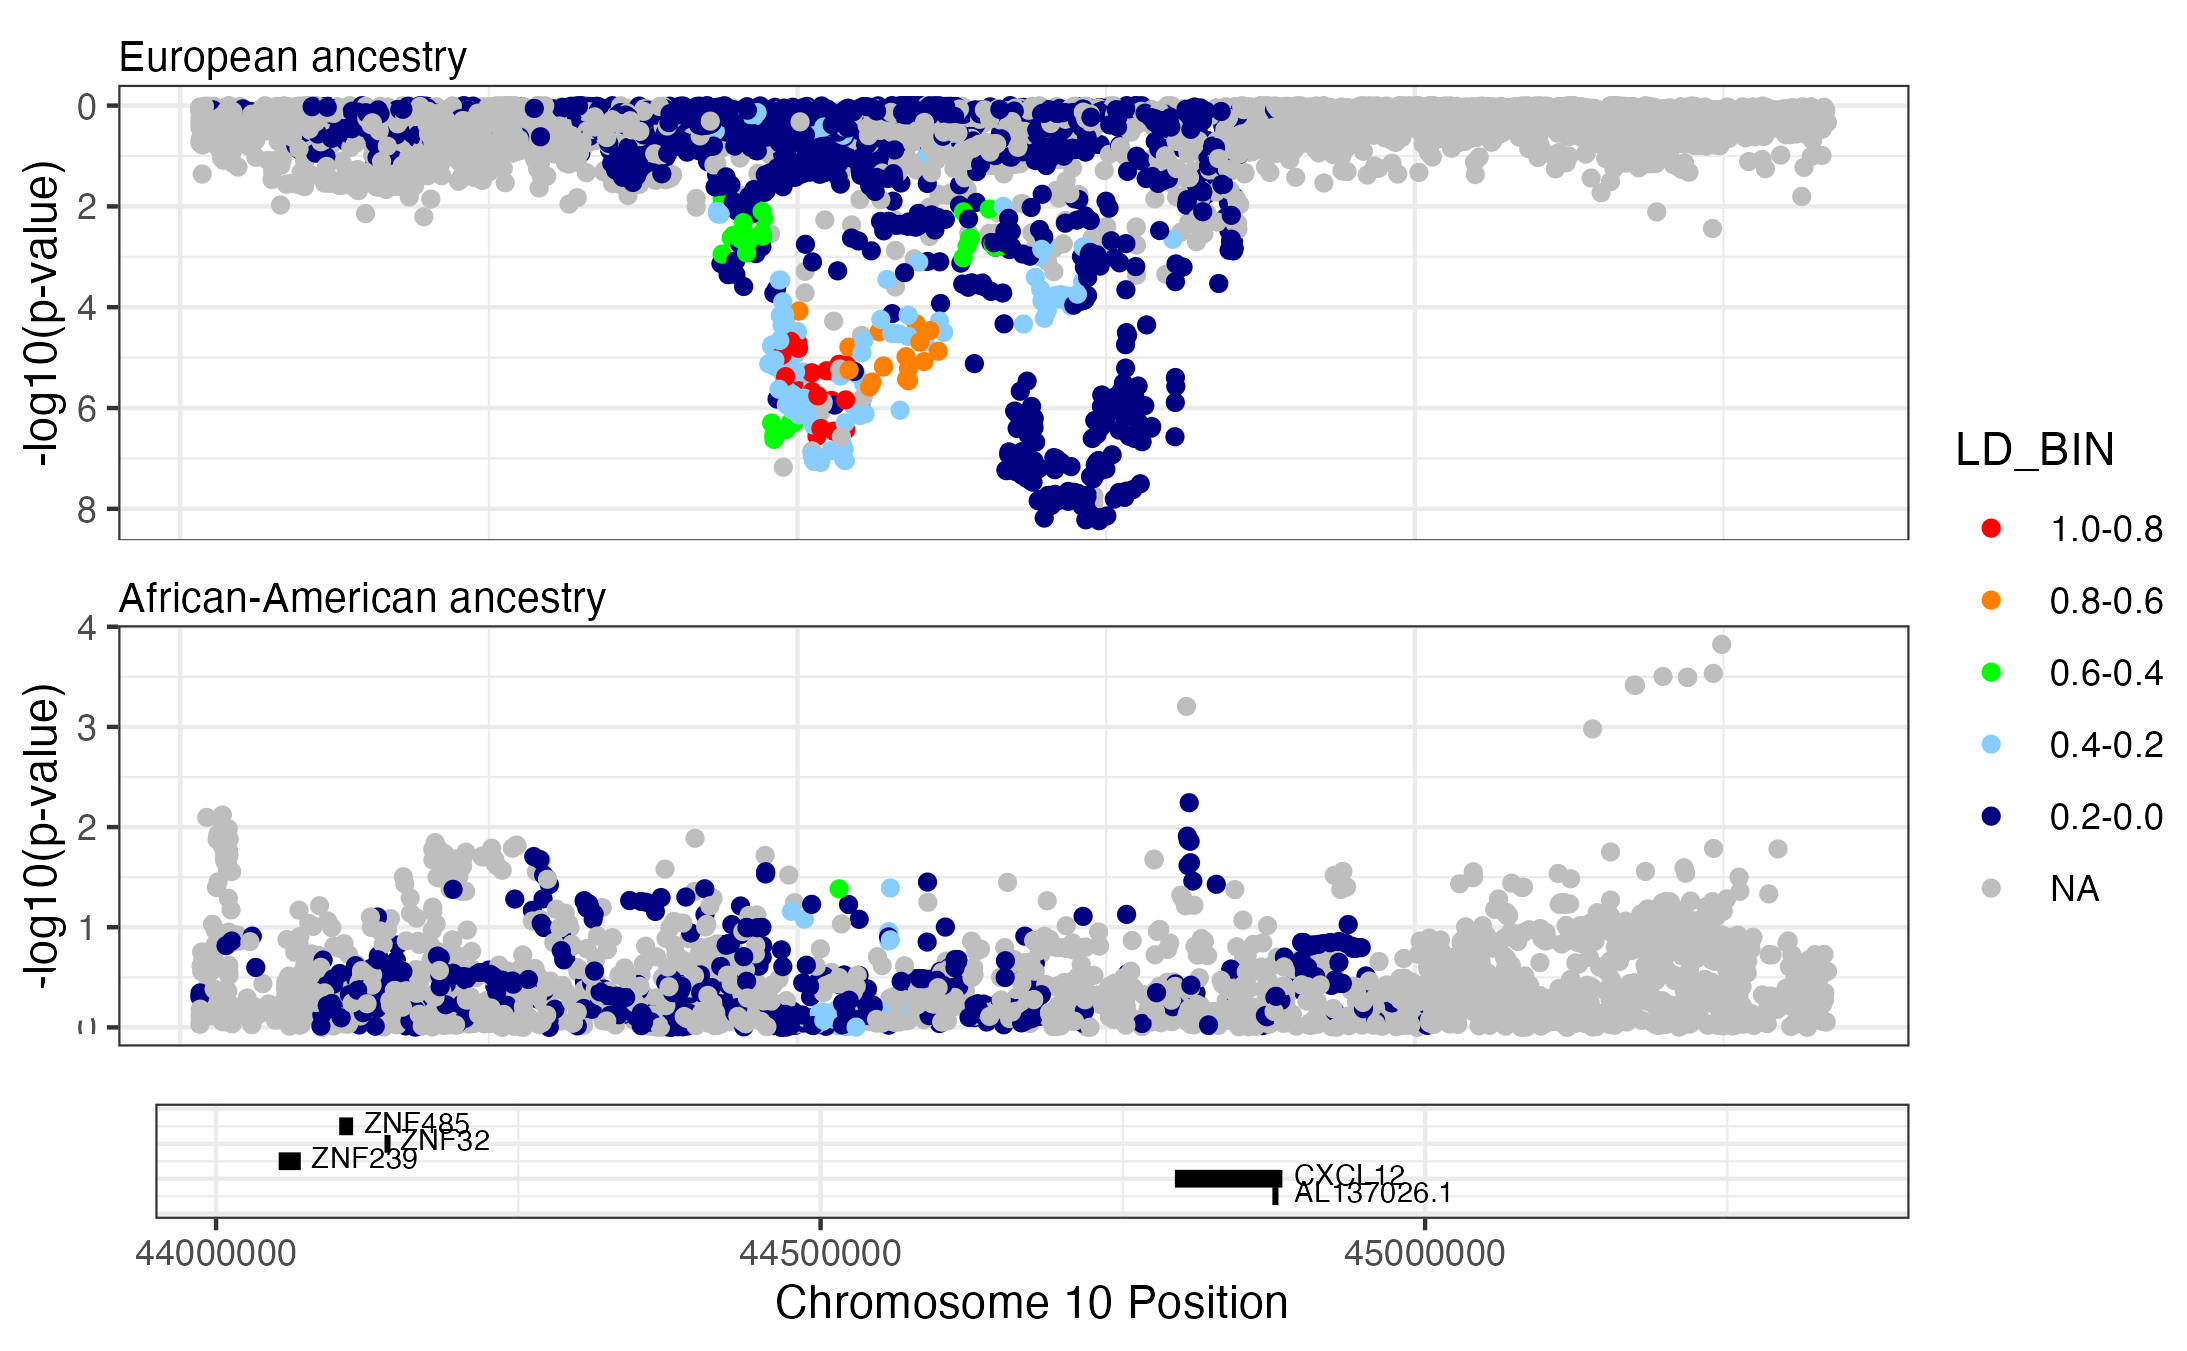 European ancestry
0
2
4
6
8
-log10(p-value)
African-American ancestry
4
3
2
1
0
-log10(p-value)
LD_BIN
1.0-0.8
0.8-0.6
0.6-0.4
0.4-0.2
0.2-0.0
NA
ZNF485
ZNF32
ZNF239
CXCL12
AL137026.1
44000000 44500000 45000000
Chromosome 10 Position